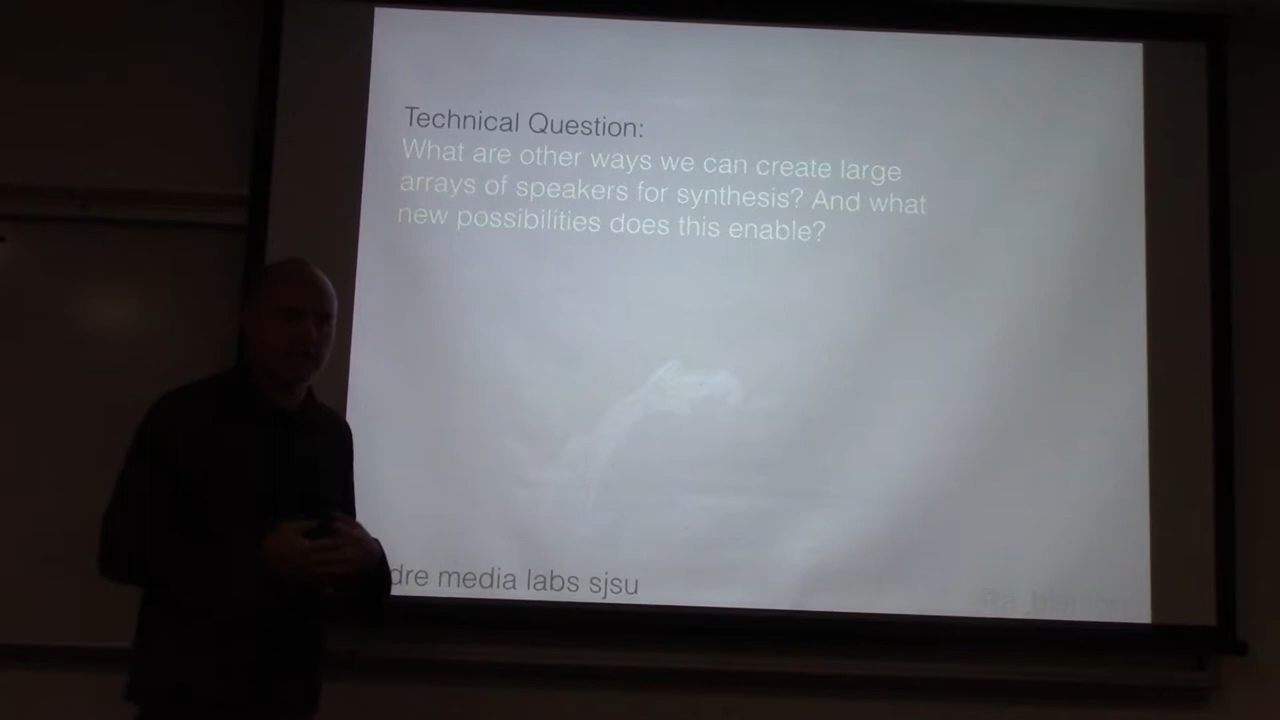 Technical Question:
What are other ways we can create large
arrays of speakers for synthesis? And what
new possibilities does this enable?
dre media labs sjsu